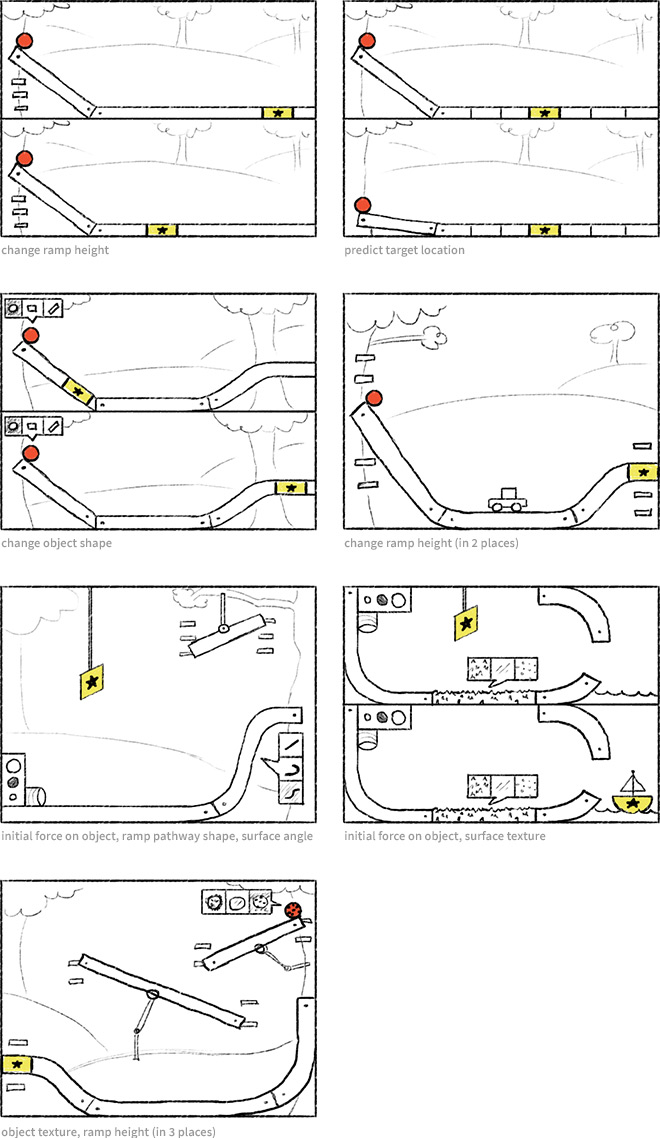 change ramp height
predict target location
change object shape
change ramp height (in 2 places)
initial force on object, ramp pathway shape, surface angle
initial force on object, surface texture
object texture, ramp height (in 3 places)